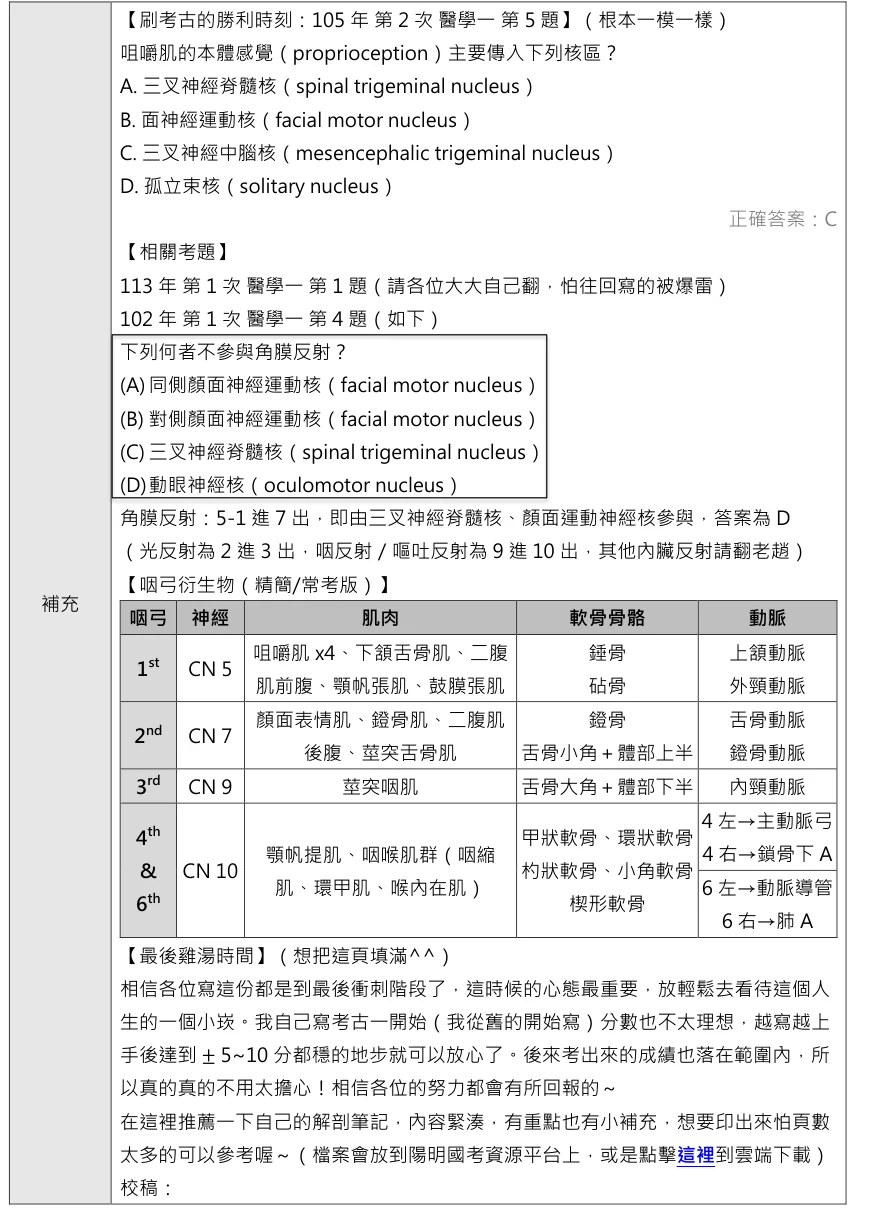 補充
【刷考古的勝利時刻：105 年 第 2 次 醫學一 第 5 題】（根本一模一樣）
咀嚼肌的本體感覺（proprioception）主要傳入下列核區？
A. 三叉神經脊髓核（spinal trigeminal nucleus）
B. 面神經運動核（facial motor nucleus）
C. 三叉神經中腦核（mesencephalic trigeminal nucleus）
D. 孤立束核（solitary nucleus）
正確答案：C
【相關考題】
113 年 第 1 次 醫學一 第 1 題（請各位大大自己翻，怕往回寫的被爆雷）
102 年 第 1 次 醫學一 第 4 題（如下）
下列何者不參與角膜反射？
(A) 同側顏面神經運動核（facial motor nucleus）
(B) 對側顏面神經運動核（facial motor nucleus）
(C) 三叉神經脊髓核（spinal trigeminal nucleus）
(D)動眼神經核（oculomotor nucleus）
角膜反射：5-1 進 7 出，即由三叉神經脊髓核、顏面運動神經核參與，答案為 D
（光反射為 2 進 3 出，咽反射／嘔吐反射為 9 進 10 出，其他內臟反射請翻老趙）
【咽弓衍生物（精簡/常考版）】
咽弓 神經 肌肉 軟骨骨骼 動脈
1st CN 5
咀嚼肌 x4、下頷舌骨肌、二腹
肌前腹、顎帆張肌、鼓膜張肌
錘骨
砧骨
上頷動脈
外頸動脈
2nd CN 7
顏面表情肌、鐙骨肌、二腹肌
後腹、莖突舌骨肌
鐙骨
舌骨小角＋體部上半
舌骨動脈
鐙骨動脈
3rd CN 9 莖突咽肌 舌骨大角＋體部下半 內頸動脈
4th
&
6th
CN 10
顎帆提肌、咽喉肌群（咽縮
肌、環甲肌、喉內在肌）
甲狀軟骨、環狀軟骨
杓狀軟骨、小角軟骨
楔形軟骨
4 左→主動脈弓
4 右→鎖骨下 A
6 左→動脈導管
6 右→肺 A
【最後雞湯時間】（想把這頁填滿^^）
相信各位寫這份都是到最後衝刺階段了，這時候的心態最重要，放輕鬆去看待這個人
生的一個小崁。我自己寫考古一開始（我從舊的開始寫）分數也不太理想，越寫越上
手後達到 ± 5~10 分都穩的地步就可以放心了。後來考出來的成績也落在範圍內，所
以真的真的不用太擔心！相信各位的努力都會有所回報的～
在這裡推薦一下自己的解剖筆記，內容緊湊，有重點也有小補充，想要印出來怕頁數
太多的可以參考喔～（檔案會放到陽明國考資源平台上，或是點擊這裡到雲端下載）
校稿：